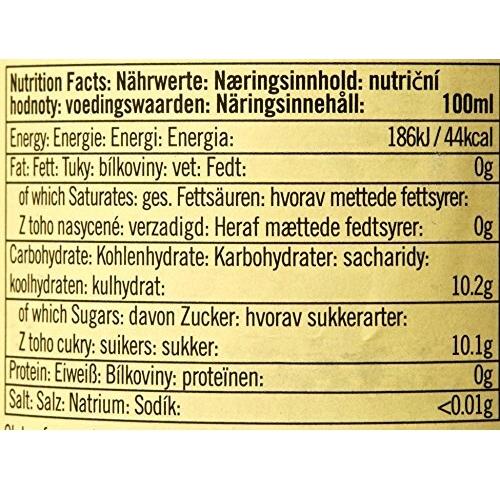 Nutrition Facts: Nährwerte: Næringsinnhold: nutriční
hodnoty: voedingswaarden: Näringsinnehåll: 100ml
Energy: Energie: Energi: Energia: 186kJ / 44kcal
Fat: Fett: Tuky: bílkoviny: vet: Fedt: 0g
of which Saturates: ges. Fettsäuren: hvorav mettede fettsyrer:
Z toho nasycené: verzadigd: Heraf mættede fedtsyrer: 0g
Carbohydrate: Kohlenhydrate: Karbohydrater: sacharidy:
koolhydraten: kulhydrat: 10.2g
of which Sugars: davon Zucker: hvorav sukkerarter:
Z toho cukry: suikers: sukker: 10.1g
Protein: Eiweiß: Bílkoviny: proteïnen: 0g
Salt: Salz: Natrium: Sodík: <0.01g